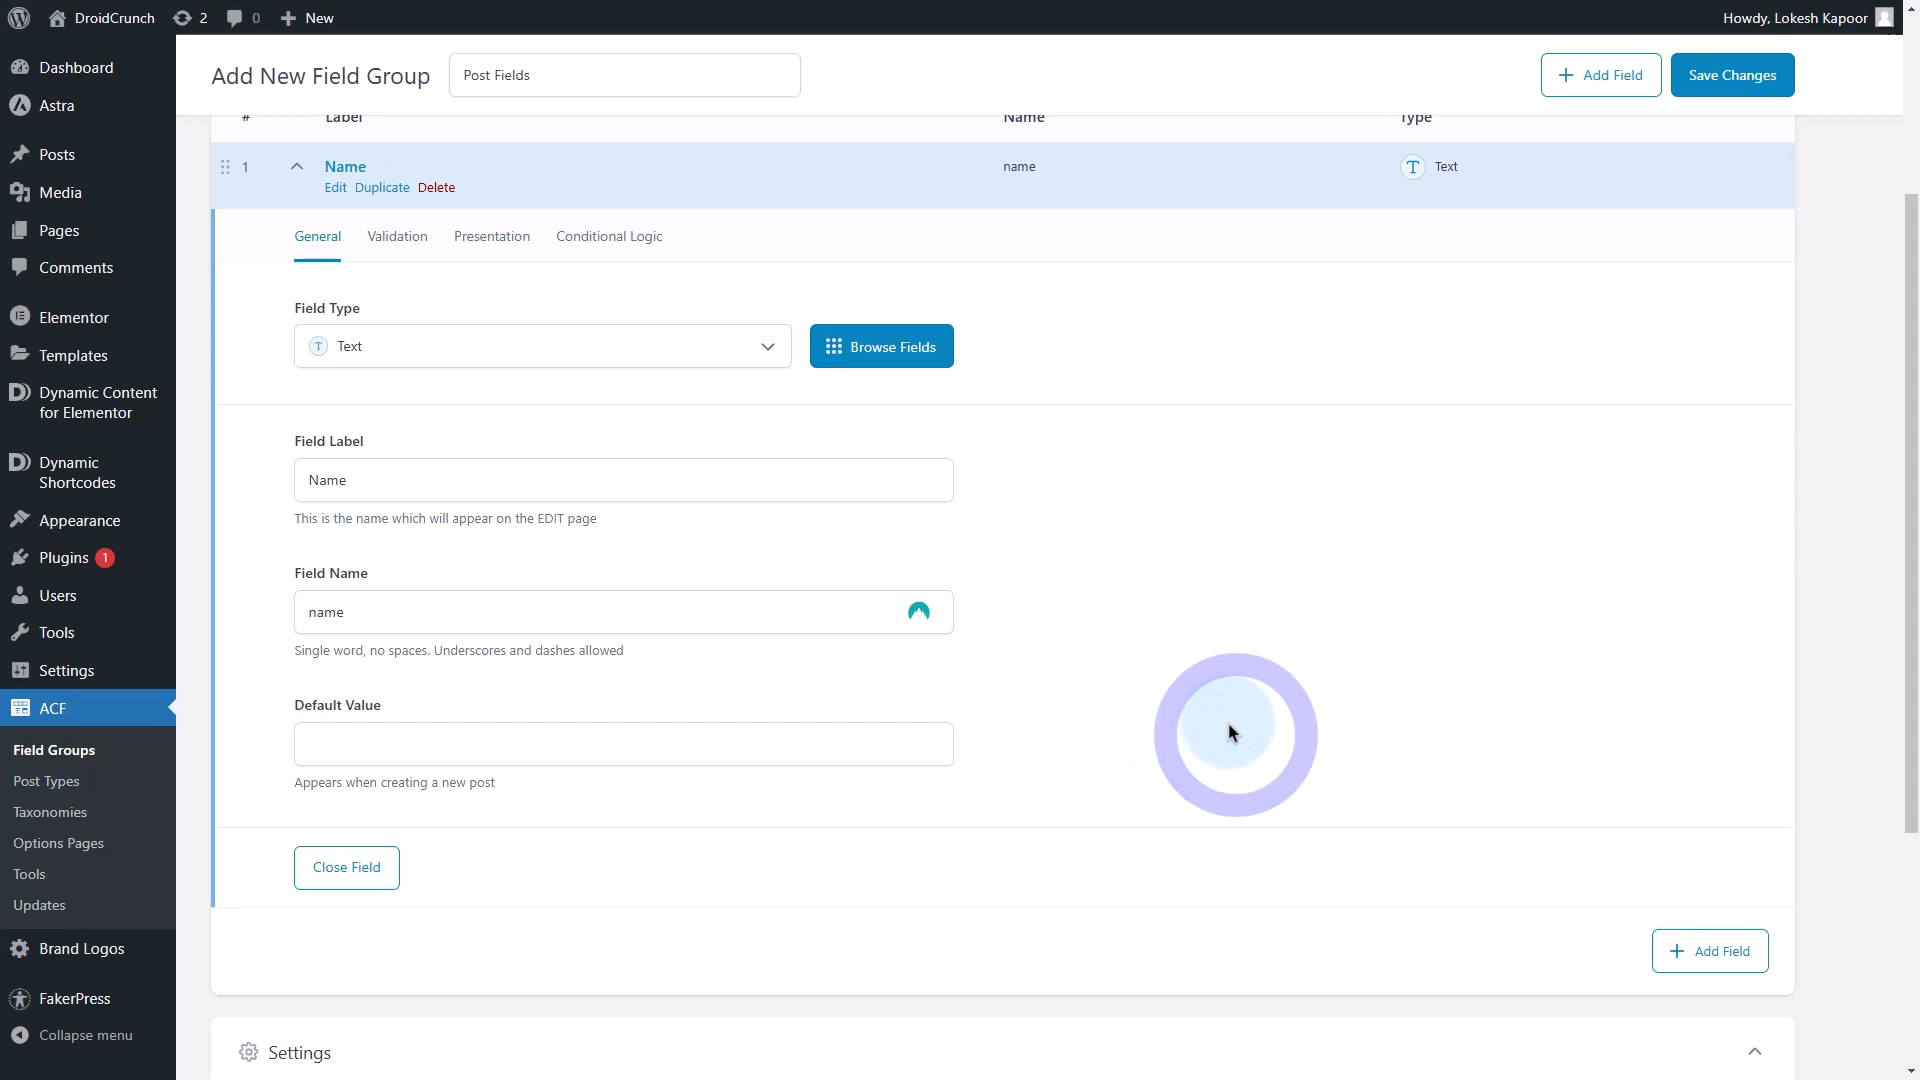 DroidCrunch
2
0
New
Howdy, Lokesh Kapoor
Dashboard
Astra
Posts
Media
Pages
Comments
Elementor
Templates
Dynamic Content
for Elementor
Dynamic
Shortcodes
Appearance
Plugins 1
Users
Tools
Settings
ACF
Field Groups
Post Types
Taxonomies
Options Pages
Tools
Updates
Brand Logos
FakerPress
Collapse menu
Add New Field Group
Post Fields
Add Field
Save Changes
# Label Name Type
1 Name name T Text
Edit Duplicate Delete
General Validation Presentation Conditional Logic
Field Type
T Text
Browse Fields
Field Label
Name
This is the name which will appear on the EDIT page
Field Name
name
Single word, no spaces. Underscores and dashes allowed
Default Value
Appears when creating a new post
Close Field
Add Field
Settings